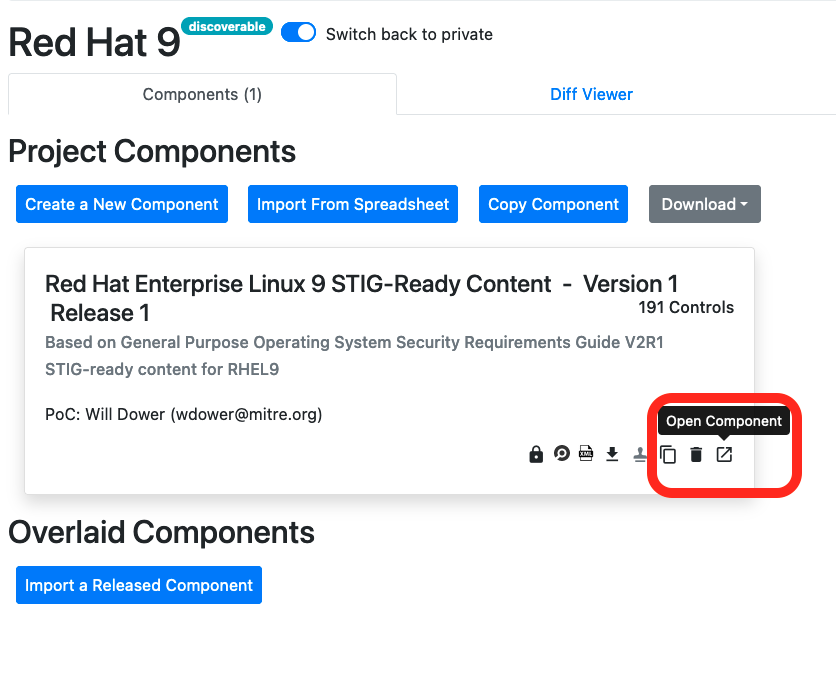 Red Hat 9 discoverable Switch back to private
Components (1) Diff Viewer
Project Components
Create a New Component Import From Spreadsheet Copy Component Download
Red Hat Enterprise Linux 9 STIG-Ready Content - Version 1
Release 1
191 Controls
Based on General Purpose Operating System Security Requirements Guide V2R1
STIG-ready content for RHEL9
PoC: Will Dower (wdower@mitre.org)
Open Component
XML
Overlaid Components
Import a Released Component